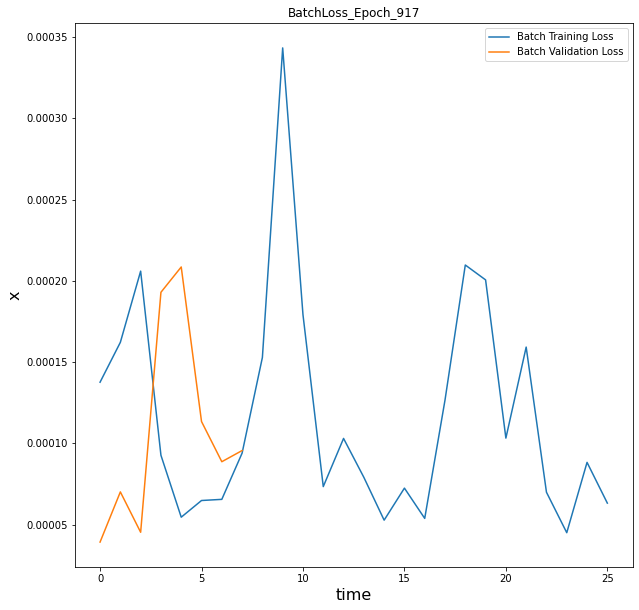 BatchLoss_Epoch_917
Batch Training Loss
Batch Validation Loss
0.00035
0.00030
0.00025
0.00020
0.00015
0.00010
0.00005
x
0 5 10 15 20 25
time